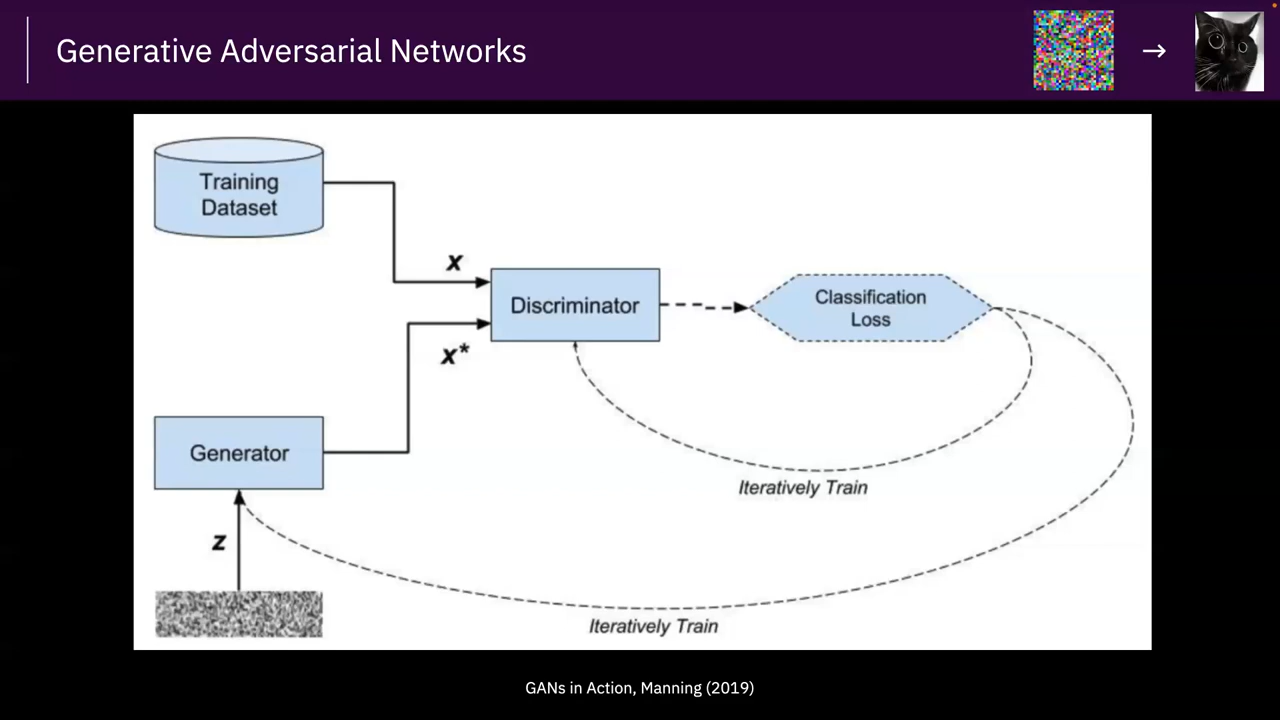 Generative Adversarial Networks
→
Training
Dataset
x
Discriminator
Classification
Loss
x*
Generator
Iteratively Train
z
Iteratively Train
GANs in Action, Manning (2019)